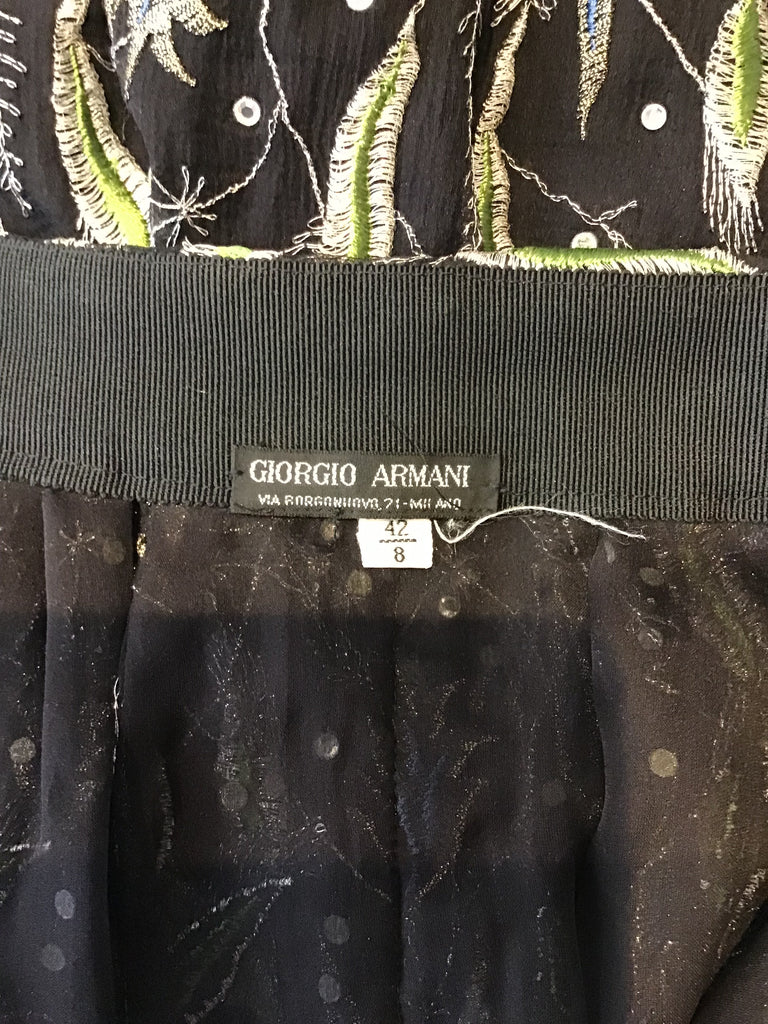 GIORGIO ARMANI
VIA BORGONUOVO, 21-MILANO
42
8